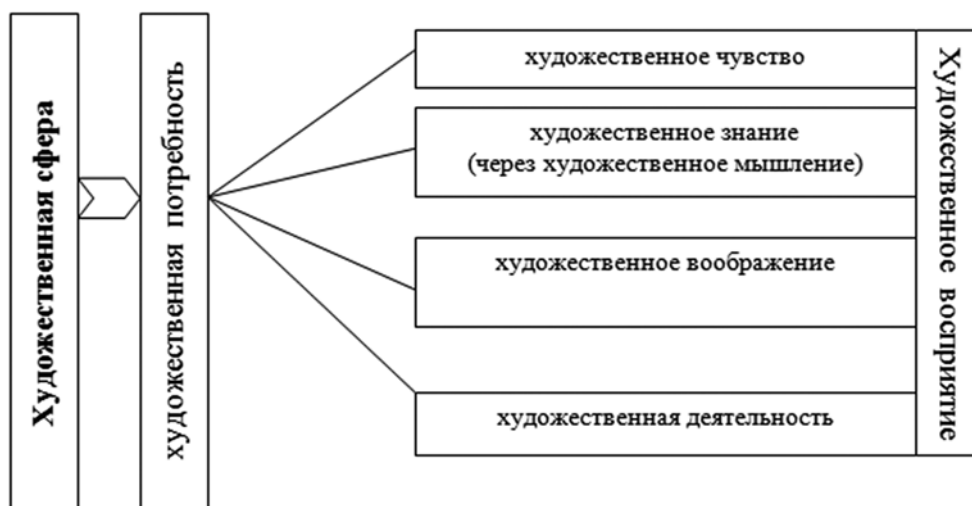 Художественная сфера
художественная потребность
художественное чувство
художественное знание
(через художественное мышление)
художественное воображение
художественная деятельность
Художественное восприятие